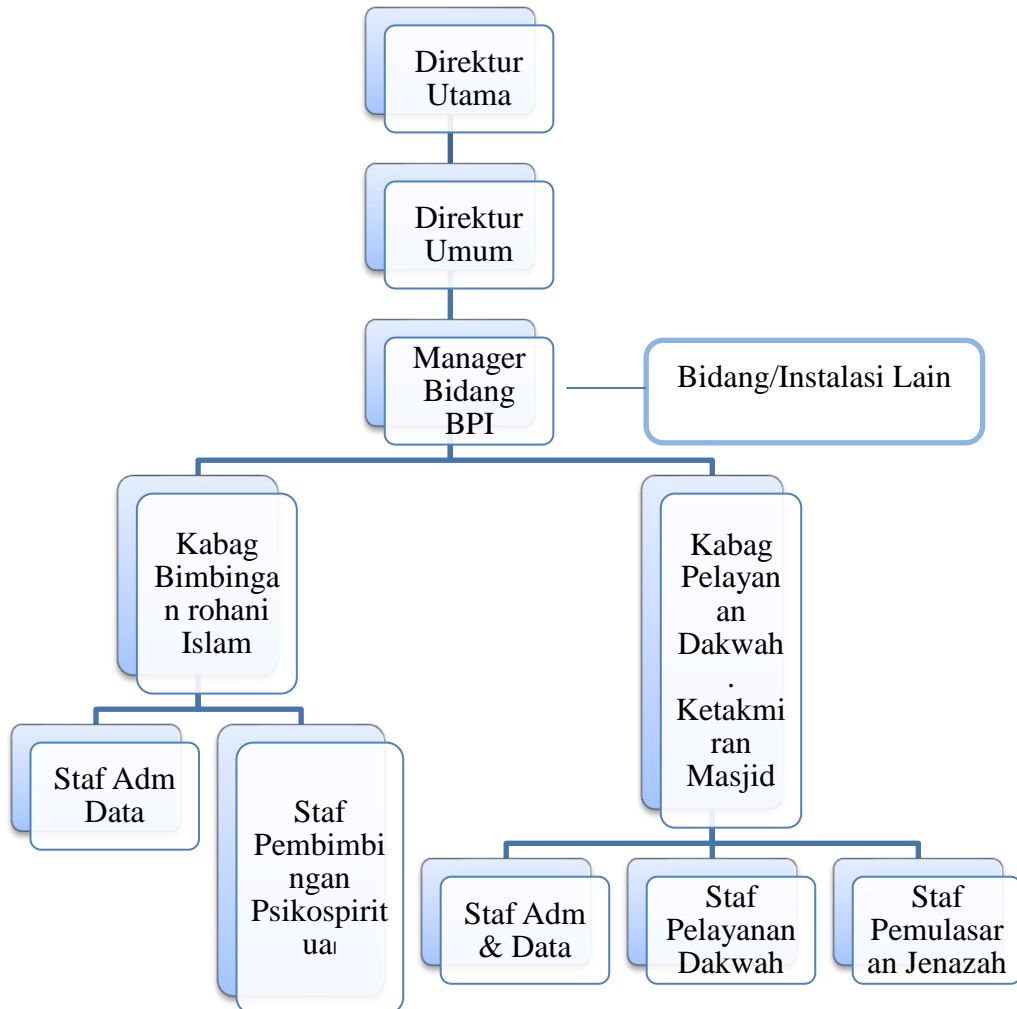 Direktur
Utama
Direktur
Umum
Manager
Bidang
BPI
Bidang/Instalasi Lain
Kabag
Bimbinga
n rohani
Islam
Kabag
Pelayan
an
Dakwah
.
Ketakmi
ran
Masjid
Staf Adm
Data
Staf
Pembimbi
ngan
Psikospirit
ual
Staf Adm
& Data
Staf
Pelayanan
Dakwah
Staf
Pemulasar
an Jenazah